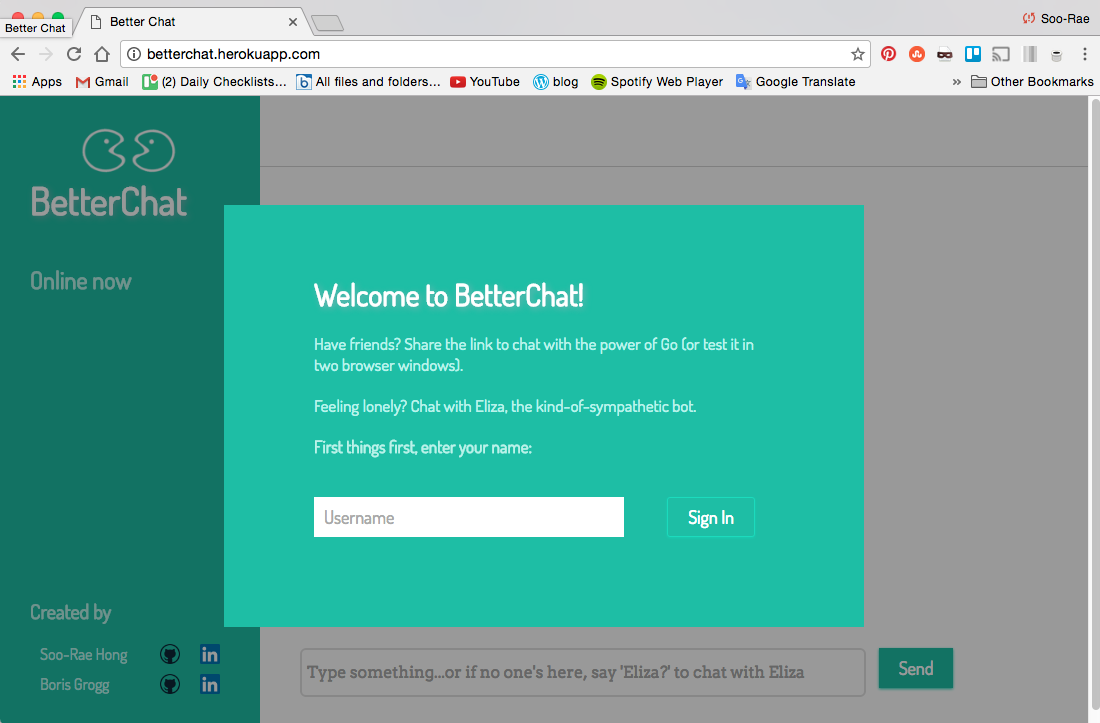 Better Chat
Better Chat
Soo-Rae
betterchat.herokuapp.com
Apps
Gmail
(2) Daily Checklists...
All files and folders...
YouTube
blog
Spotify Web Player
Google Translate
»
Other Bookmarks
BetterChat
Online now
Welcome to BetterChat!
Have friends? Share the link to chat with the power of Go (or test it in
two browser windows).
Feeling lonely? Chat with Eliza, the kind-of-sympathetic bot.
First things first, enter your name:
Username
Sign In
Created by
Soo-Rae Hong
in
Boris Grogg
in
Type something...or if no one's here, say 'Eliza?' to chat with Eliza
Send